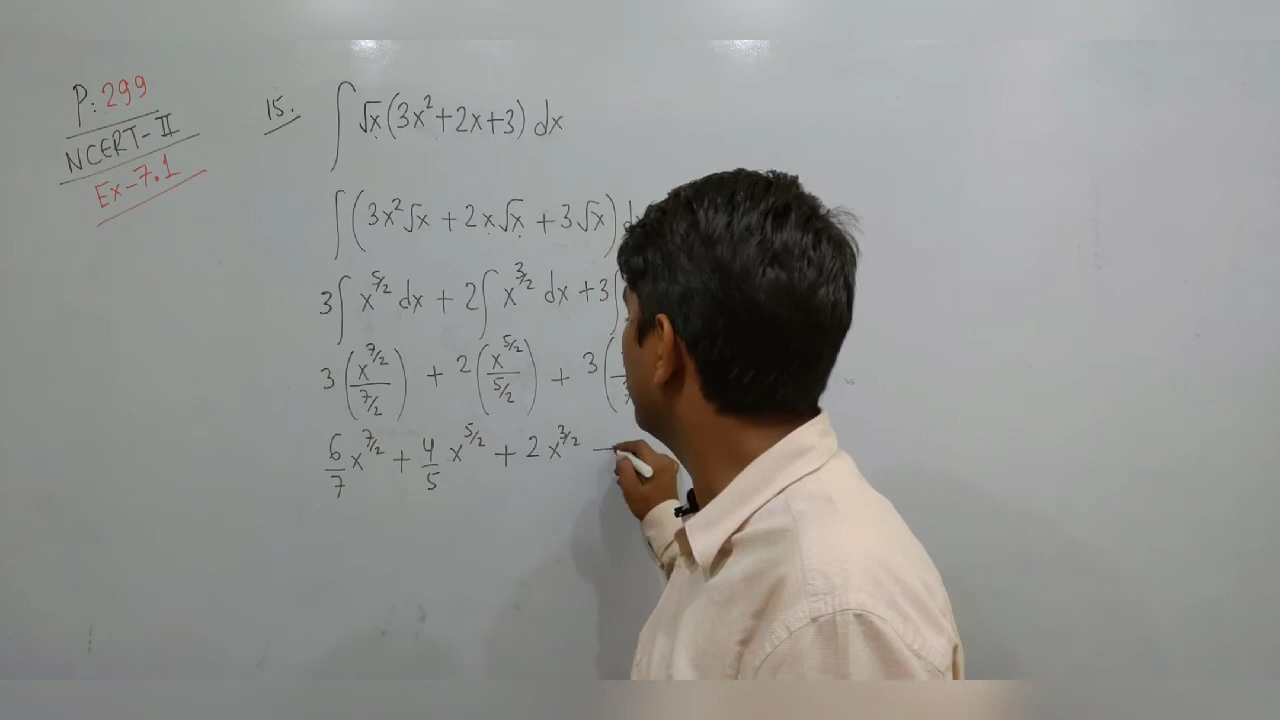 P: 299
NCERT-II
Ex-7.1
15. ∫ √x (3x² + 2x + 3) dx
∫ (3x²√x + 2x√x + 3√x) d
3 ∫ x^5/2 dx + 2 ∫ x^3/2 dx + 3 ∫
3 (x^7/2 / 7/2) + 2 (x^5/2 / 5/2) + 3 (
6/7 x^7/2 + 4/5 x^5/2 + 2 x^3/2